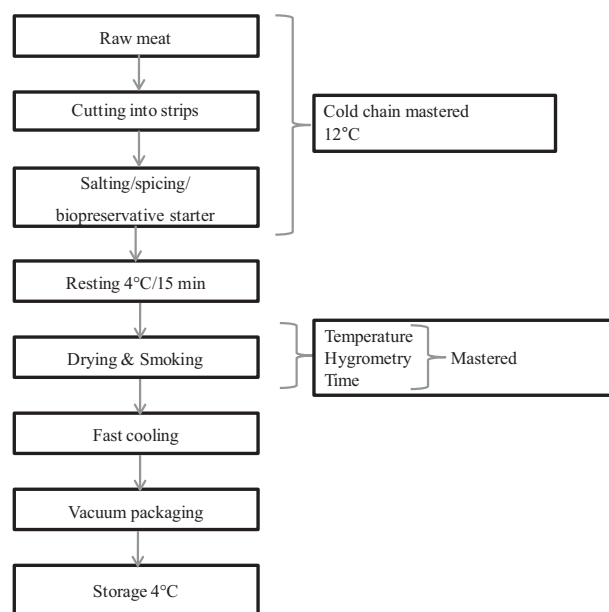 Raw meat
Cutting into strips
Cold chain mastered
12°C
Salting/spicing/
biopreservative starter
Resting 4°C/15 min
Temperature
Hygrometry
Time
Mastered
Drying & Smoking
Fast cooling
Vacuum packaging
Storage 4°C